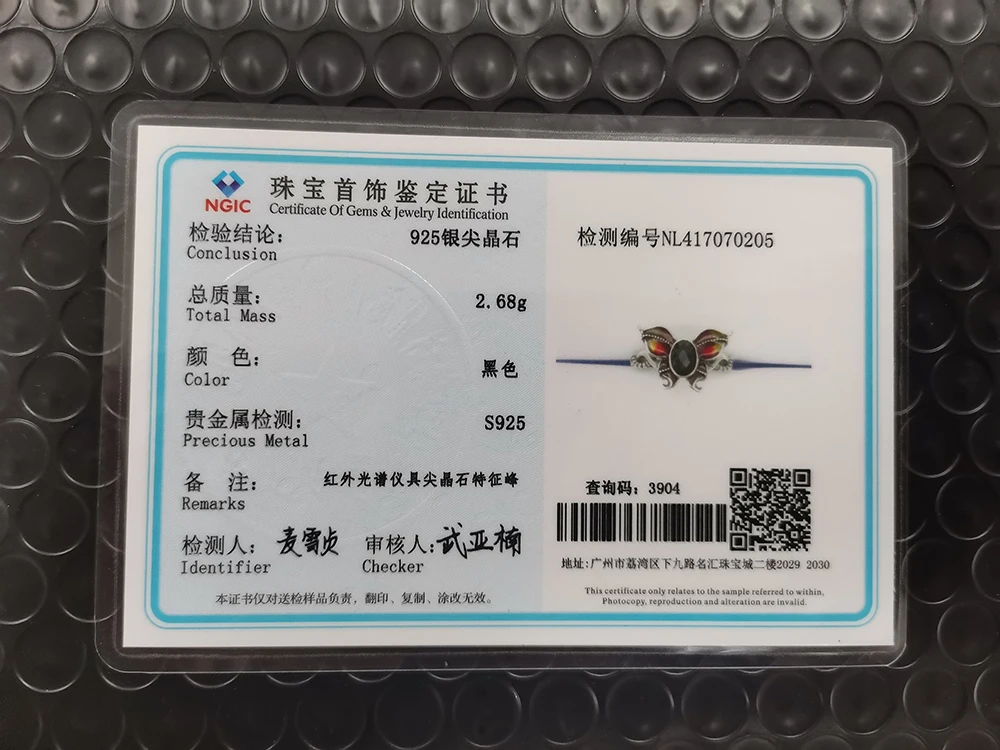 NGIC
珠宝首饰鉴定证书
Certificate Of Gems & Jewelry Identification
检验结论: 925银尖晶石
Conclusion
总质量: 2.68g
Total Mass
颜 色: 黑色
Color
贵金属检测: S925
Precious Metal
备 注: 红外光谱仪具尖晶石特征峰
Remarks
检测人: 麦雪贞 审核人: 武亚楠
Identifier Checker
本证书仅对送检样品负责，翻印、复制、涂改无效。
检测编号NL417070205
查询码: 3904
地址:广州市荔湾区下九路名汇珠宝城二楼2029 2030
This certificate only relates to the sample referred to within,
Photocopy, reproduction and alteration are invalid.